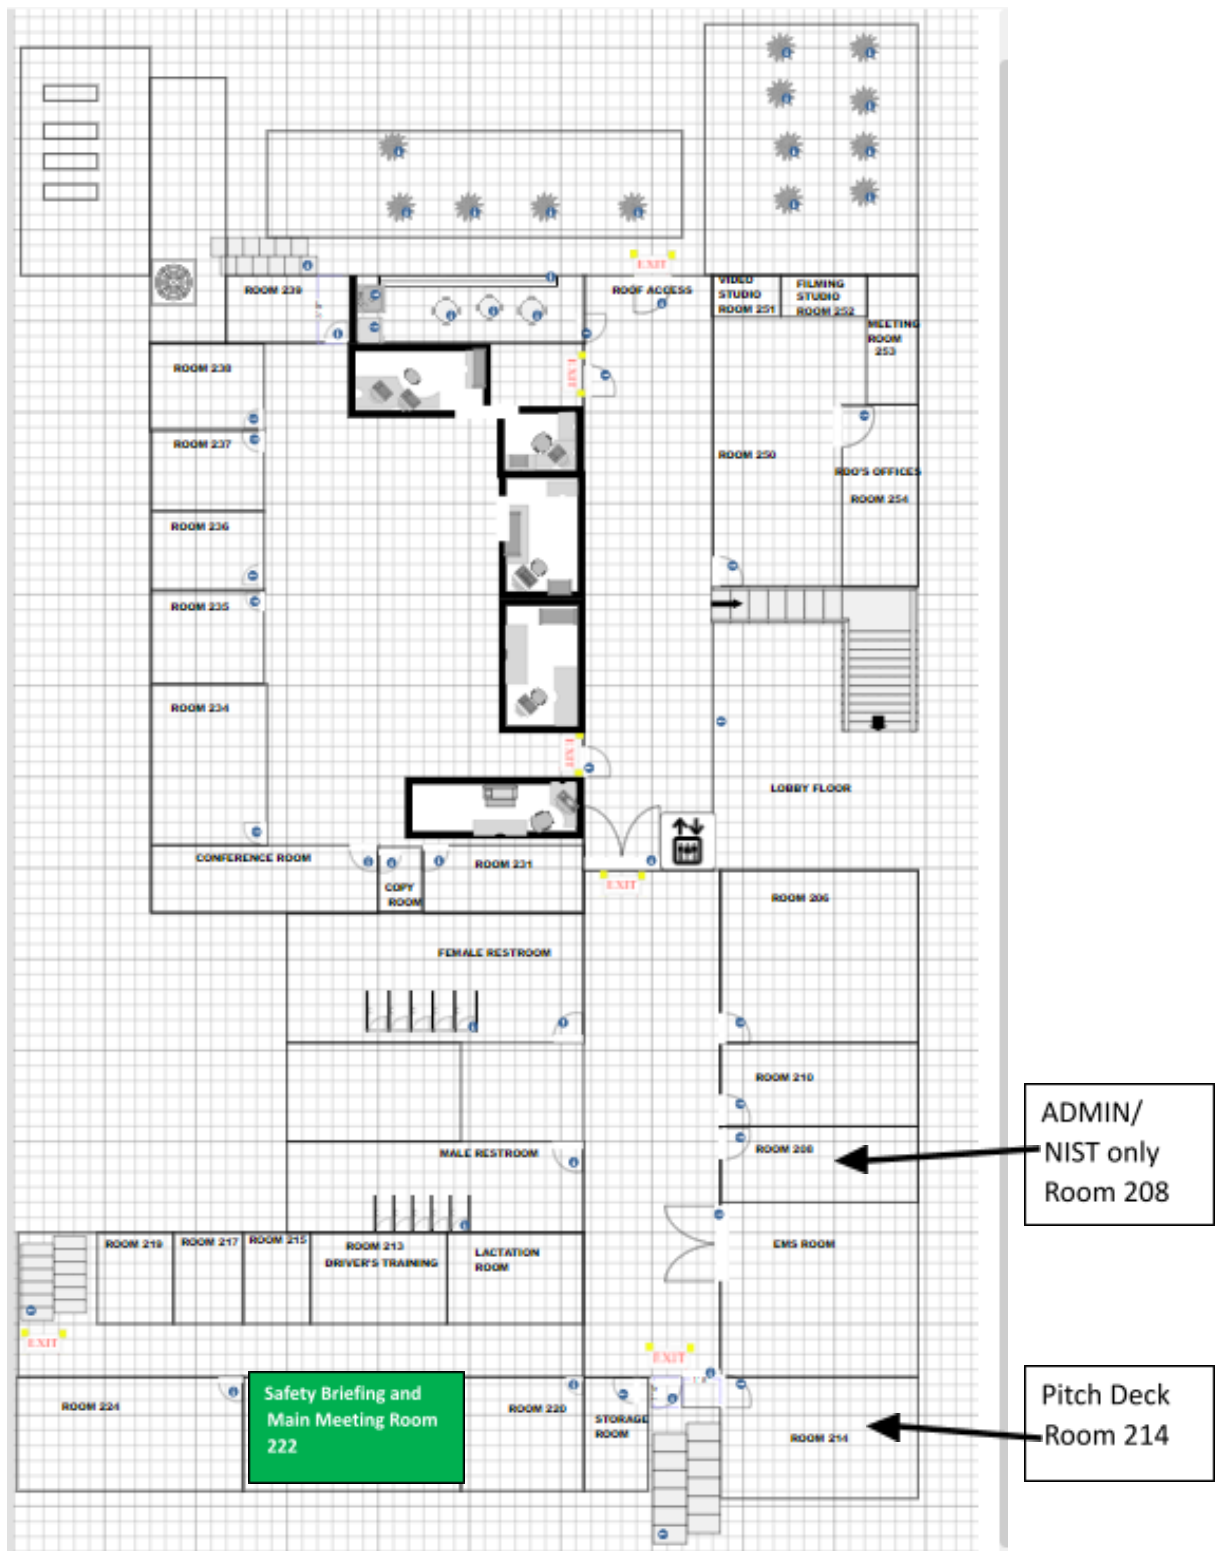 EXIT
ROOM 239
ROOF ACCESS
VIDEO
STUDIO
ROOM 251
FILMING
STUDIO
ROOM 252
MEETING
ROOM
253
ROOM 238
EXIT
ROOM 237
ROOM 250
RDO'S OFFICES
ROOM 254
ROOM 236
ROOM 235
ROOM 234
EXIT
LOBBY FLOOR
CONFERENCE ROOM
COPY
ROOM
ROOM 231
EXIT
ROOM 206
FEMALE RESTROOM
ROOM 210
MALE RESTROOM
ROOM 208
ADMIN/
NIST only
Room 208
ROOM 219
ROOM 217
ROOM 215
ROOM 213
DRIVER'S TRAINING
LACTATION
ROOM
EMS ROOM
EXIT
EXIT
ROOM 224
Safety Briefing and
Main Meeting Room
222
ROOM 220
STORAGE
ROOM
ROOM 214
Pitch Deck
Room 214